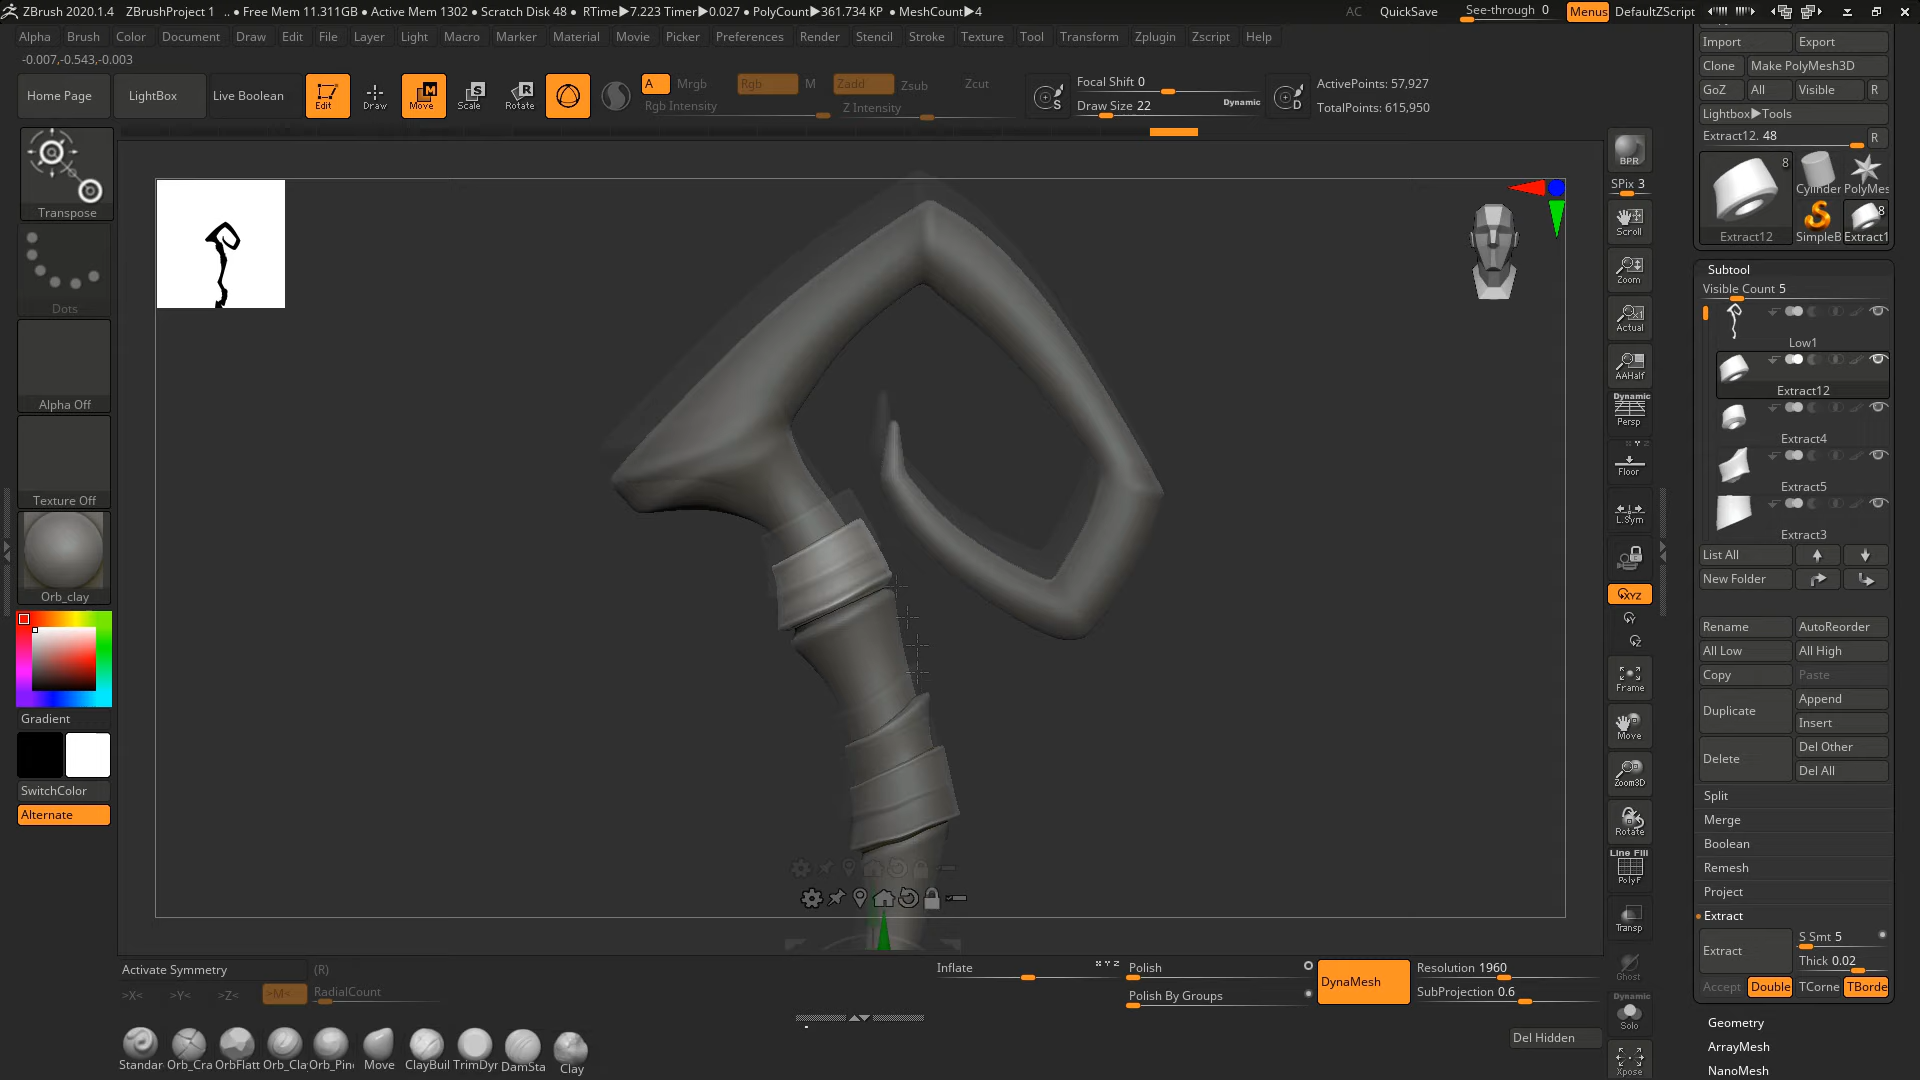 ZBrush 2020.1.4 ZBrushProject 1 .. ● Free Mem 11.311GB ● Active Mem 1302 ● Scratch Disk 48 ● RTime▶7.223 Timer▶0.027 ● PolyCount▶361.734 KP ● MeshCount▶4 AC QuickSave See-through 0 Menus DefaultZScript
Alpha Brush Color Document Draw Edit File Layer Light Macro Marker Material Movie Picker Preferences Render Stencil Stroke Texture Tool Transform Zplugin Zscript Help
-0.007,-0.543,-0.003
Home Page LightBox Live Boolean Edit Draw Move Scale Rotate
A Mrgb Rgb M Zadd Zsub Zcut
Rgb Intensity Z Intensity
S Focal Shift 0
Draw Size 22 Dynamic
D ActivePoints: 57,927
TotalPoints: 615,950
Transpose
Dots
Alpha Off
Texture Off
Orb_clay
Gradient
SwitchColor
Alternate
BPR
SPix 3
Scroll
Zoom
Actual
AAHalf
Dynamic
Persp
Floor
L.Sym
XYZ
Y
Z
Frame
Move
Zoom3D
Rotate
Line Fill
PolyF
Transp
Ghost
Dynamic
Solo
Xpose
Import Export
Clone Make PolyMesh3D
GoZ All Visible R
Lightbox▶Tools
Extract12. 48 R
8
Cylinder PolyMes
8
Extract12 SimpleB Extract1
Subtool
Visible Count 5
Low1
Extract12
Extract4
Extract5
Extract3
List All
New Folder
Rename AutoReorder
All Low All High
Copy Paste
Duplicate Append
Insert
Delete Del Other
Del All
Split
Merge
Boolean
Remesh
Project
Extract
Extract S Smt 5
Thick 0.02
Accept Double TCorne TBorde
Geometry
ArrayMesh
NanoMesh
Activate Symmetry (R)
>X< >Y< >Z< >M< RadialCount
Inflate X Y Z Polish
Polish By Groups
DynaMesh Resolution 1960
SubProjection 0.6
Del Hidden
Standar Orb_Cra OrbFlatt Orb_Cla Orb_Pin Move ClayBuil TrimDyr DamSta Clay